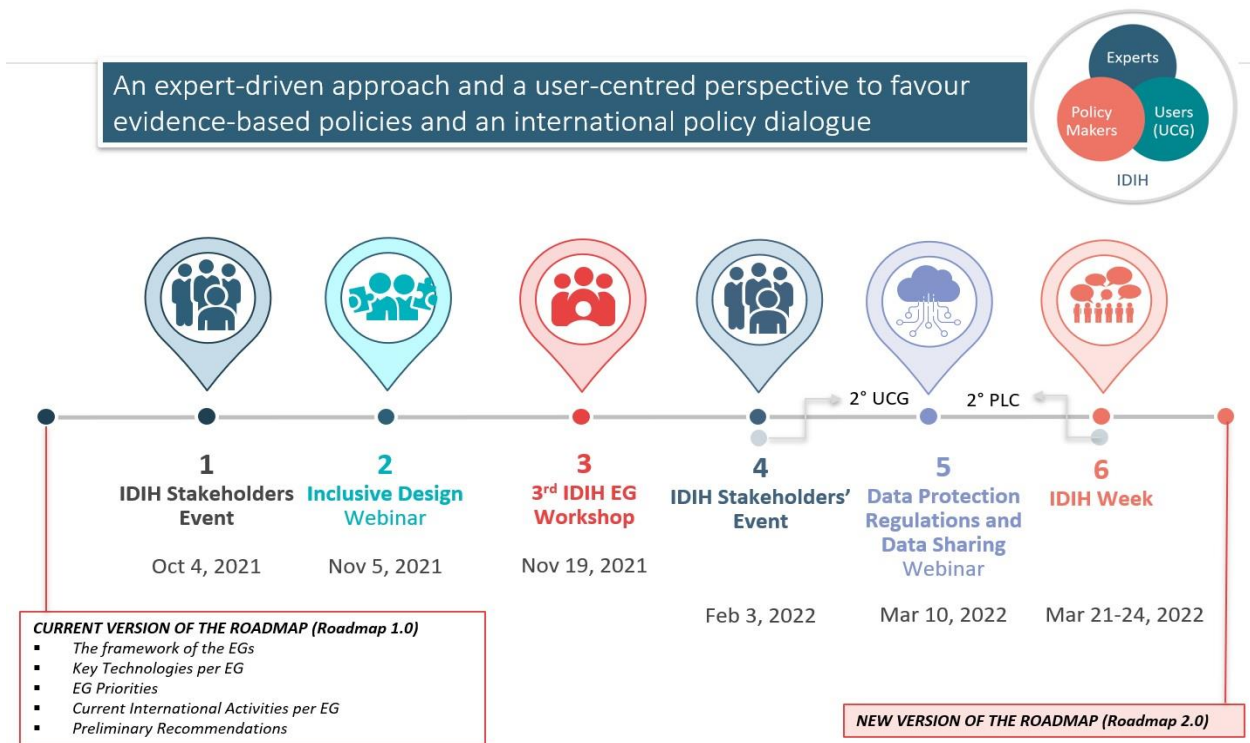 An expert-driven approach and a user-centred perspective to favour
evidence-based policies and an international policy dialogue
Experts
Policy
Makers
Users
(UCG)
IDIH
2° UCG
2° PLC
1
IDIH Stakeholders
Event
Oct 4, 2021
2
Inclusive Design
Webinar
Nov 5, 2021
3
3rd IDIH EG
Workshop
Nov 19, 2021
4
IDIH Stakeholders’
Event
Feb 3, 2022
5
Data Protection
Regulations and
Data Sharing
Webinar
Mar 10, 2022
6
IDIH Week
Mar 21-24, 2022
CURRENT VERSION OF THE ROADMAP (Roadmap 1.0)
▪ The framework of the EGs
▪ Key Technologies per EG
▪ EG Priorities
▪ Current International Activities per EG
▪ Preliminary Recommendations
NEW VERSION OF THE ROADMAP (Roadmap 2.0)